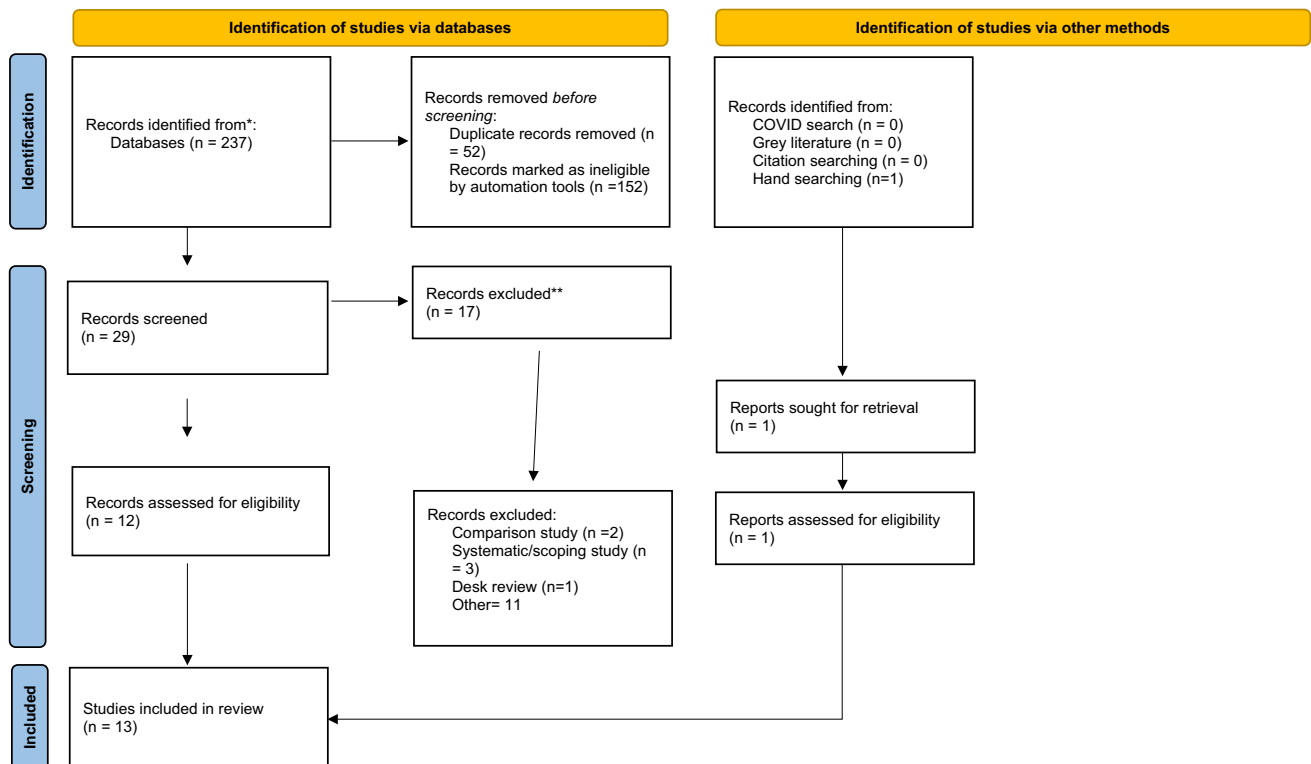 Identification of studies via databases
Identification of studies via other methods
Identification
Records identified from*:
Databases (n = 237)
Records removed before
screening:
Duplicate records removed (n
= 52)
Records marked as ineligible
by automation tools (n =152)
Records identified from:
COVID search (n = 0)
Grey literature (n = 0)
Citation searching (n = 0)
Hand searching (n=1)
Screening
Records screened
(n = 29)
Records excluded**
(n = 17)
Reports sought for retrieval
(n = 1)
Records assessed for eligibility
(n = 12)
Records excluded:
Comparison study (n =2)
Systematic/scoping study (n
= 3)
Desk review (n=1)
Other= 11
Reports assessed for eligibility
(n = 1)
Included
Studies included in review
(n = 13)